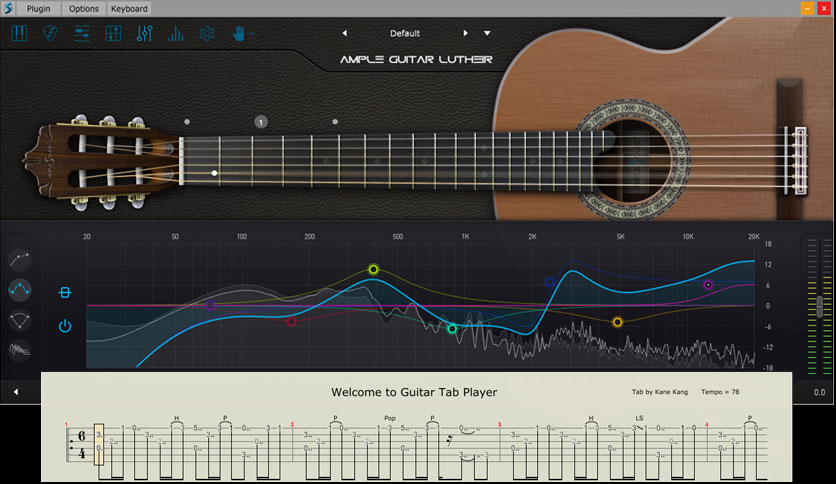 Plugin Options Keyboard
Default
AMPLE GUITAR LUTHEIR
1
20 50 100 200 500 1K 2K 5K 10K 20K
18
12
6
0
-6
-12
-18
0.0
Welcome to Guitar Tab Player
Tab by Kane Kang Tempo = 78
H P P Pop P H LS P
1 2 3 4
6
4